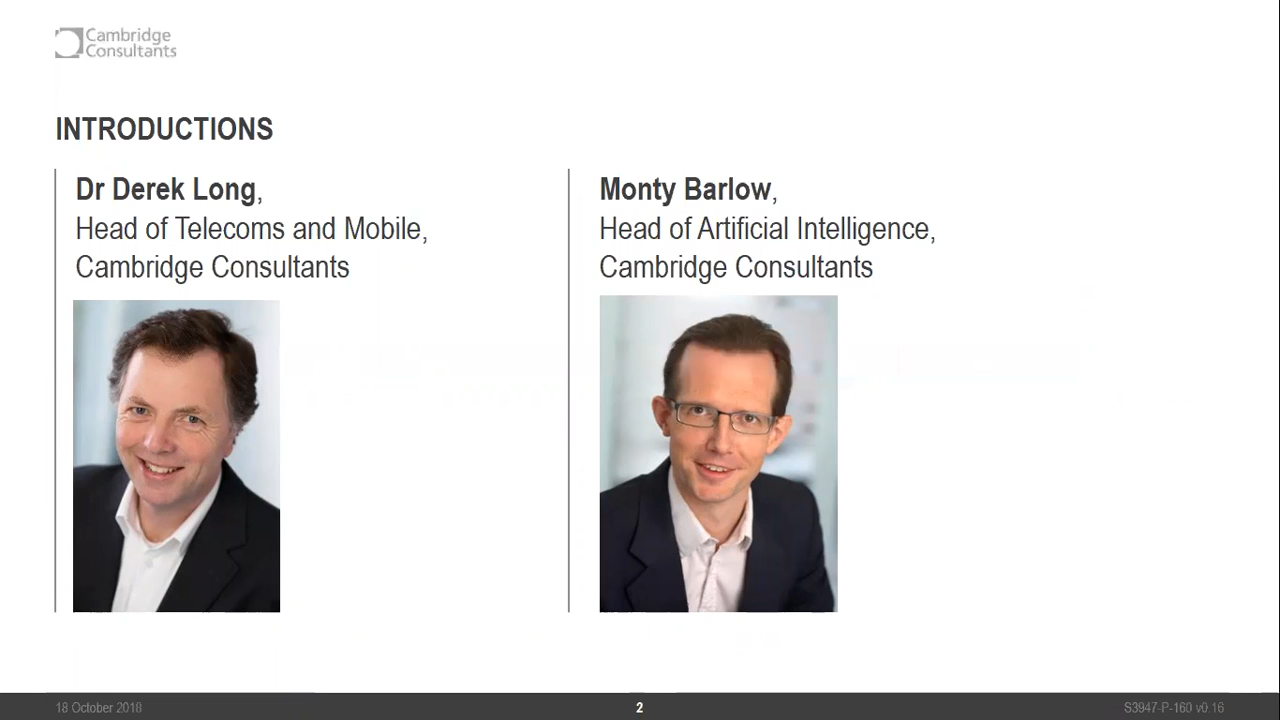 Cambridge
Consultants
INTRODUCTIONS
Dr Derek Long,
Head of Telecoms and Mobile,
Cambridge Consultants
Monty Barlow,
Head of Artificial Intelligence,
Cambridge Consultants
18 October 2018
2
S3947-P-160 v0.16